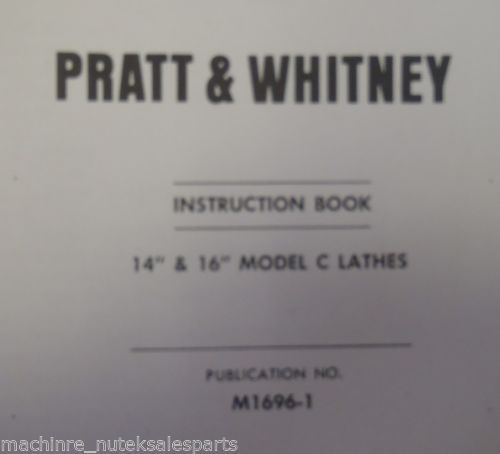 PRATT & WHITNEY
INSTRUCTION BOOK
14" & 16" MODEL C LATHES
PUBLICATION NO.
M1696-1
machinre_nuteksalesparts